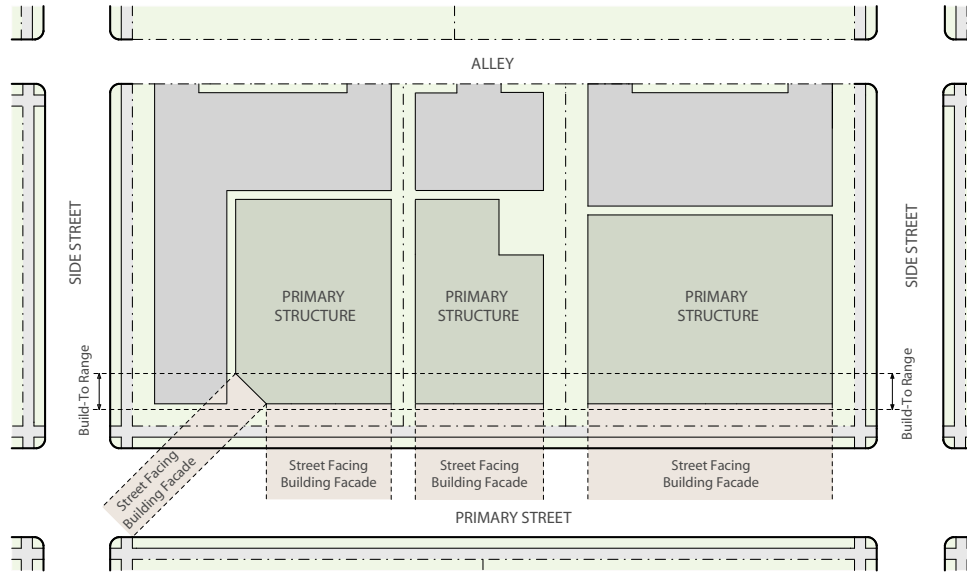 ALLEY
SIDE STREET
SIDE STREET
PRIMARY
STRUCTURE
PRIMARY
STRUCTURE
PRIMARY
STRUCTURE
Build-To Range
Build-To Range
Street Facing
Building Facade
Street Facing
Building Facade
Street Facing
Building Facade
Street Facing
Building Facade
PRIMARY STREET